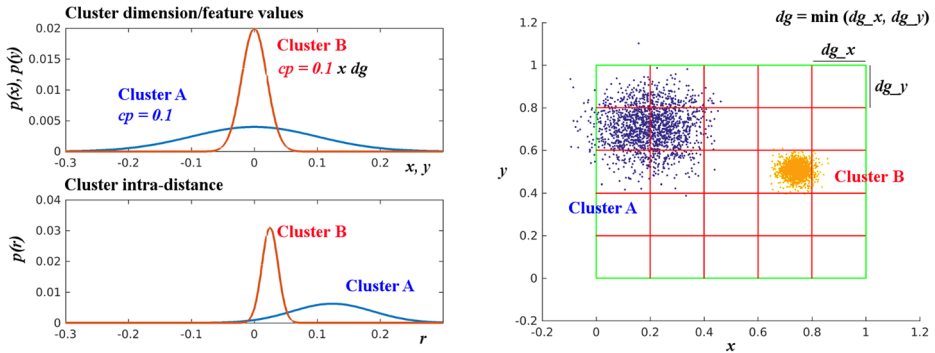 Cluster dimension/feature values
0.02
0.015
0.01
0.005
0
p(x), p(y)
Cluster A
cp = 0.1
Cluster B
cp = 0.1 x dg
-0.3
-0.2
-0.1
0
0.1
0.2
x, y
Cluster intra-distance
0.04
0.03
0.02
0.01
0
p(r)
Cluster B
Cluster A
-0.3
-0.2
-0.1
0
0.1
0.2
r
dg = min (dg_x, dg_y)
dg_x
dg_y
1.2
1
0.8
0.6
0.4
0.2
0
-0.2
y
Cluster B
Cluster A
0
0.2
0.4
0.6
0.8
1
1.2
x